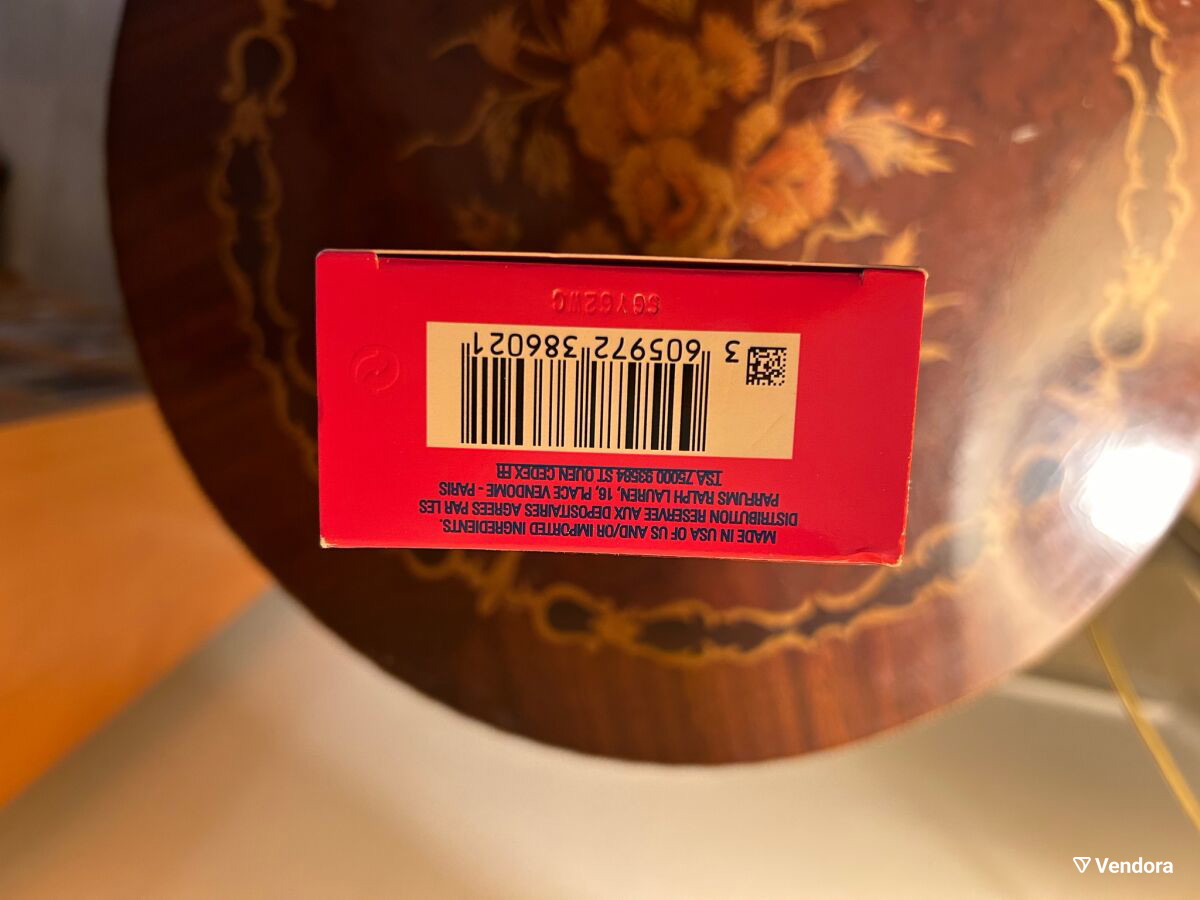 MADE IN USA OF US AND/OR IMPORTED INGREDIENTS.
DISTRIBUTION RESERVEE AUX DEPOSITAIRES AGREES PAR LES
PARFUMS RALPH LAUREN, 16, PLACE VENDOME - PARIS
TSA 75000 93584 ST OUEN CEDEX FR
3 605972 386021
Vendora